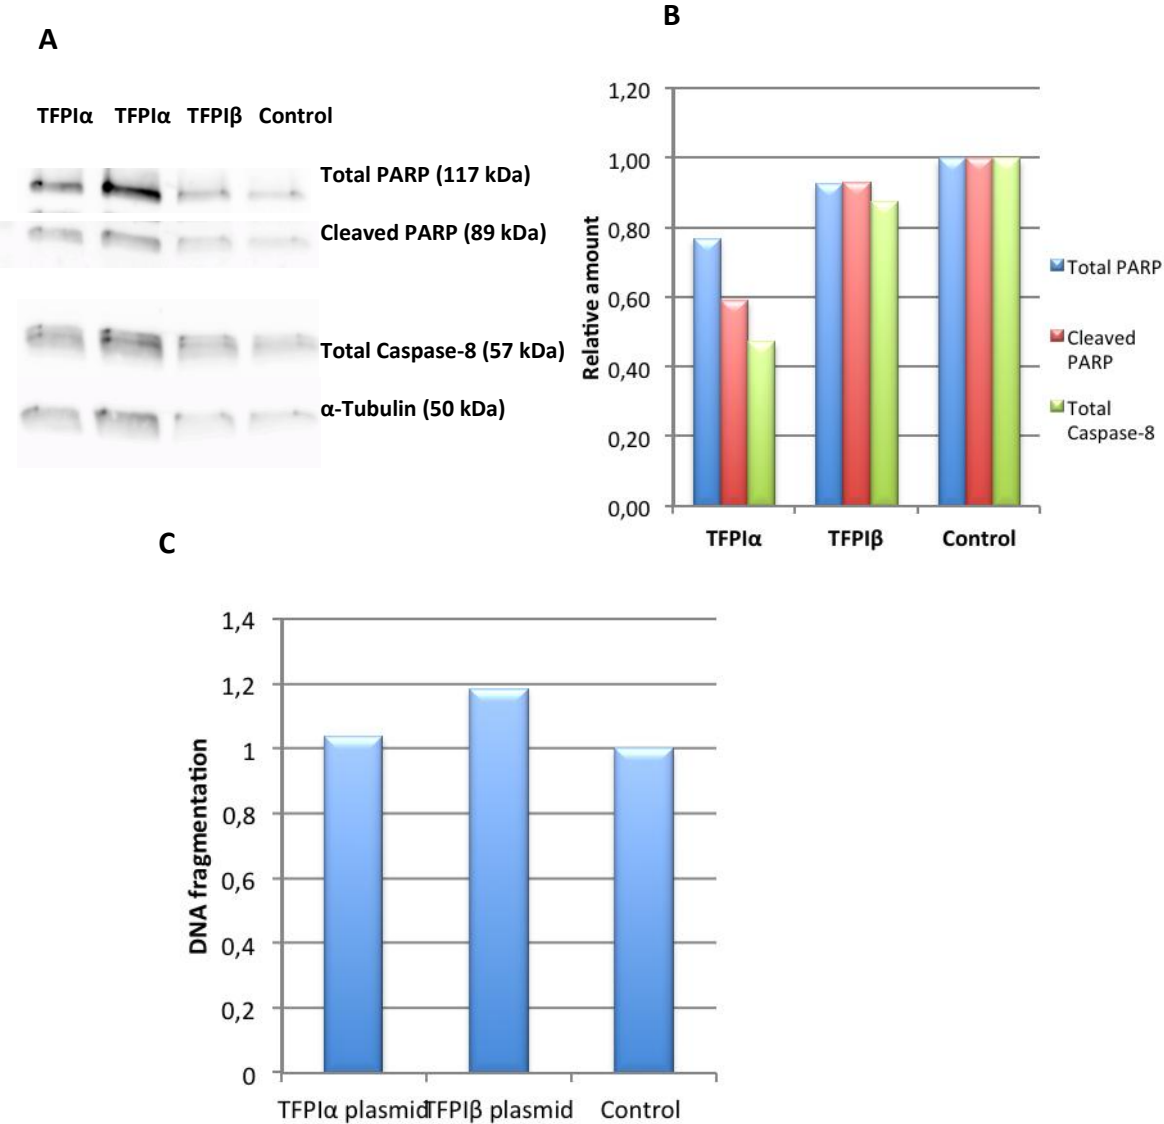 A
TFPIα TFPIα TFPIβ Control
Total PARP (117 kDa)
Cleaved PARP (89 kDa)
Total Caspase-8 (57 kDa)
α-Tubulin (50 kDa)
B
1,20
1,00
0,80
0,60
0,40
0,20
0,00
Relative amount
TFPIα TFPIβ Control
Total PARP
Cleaved
PARP
Total
Caspase-8
C
1,4
1,2
1
0,8
0,6
0,4
0,2
0
DNA fragmentation
TFPIα plasmid TFPIβ plasmid Control